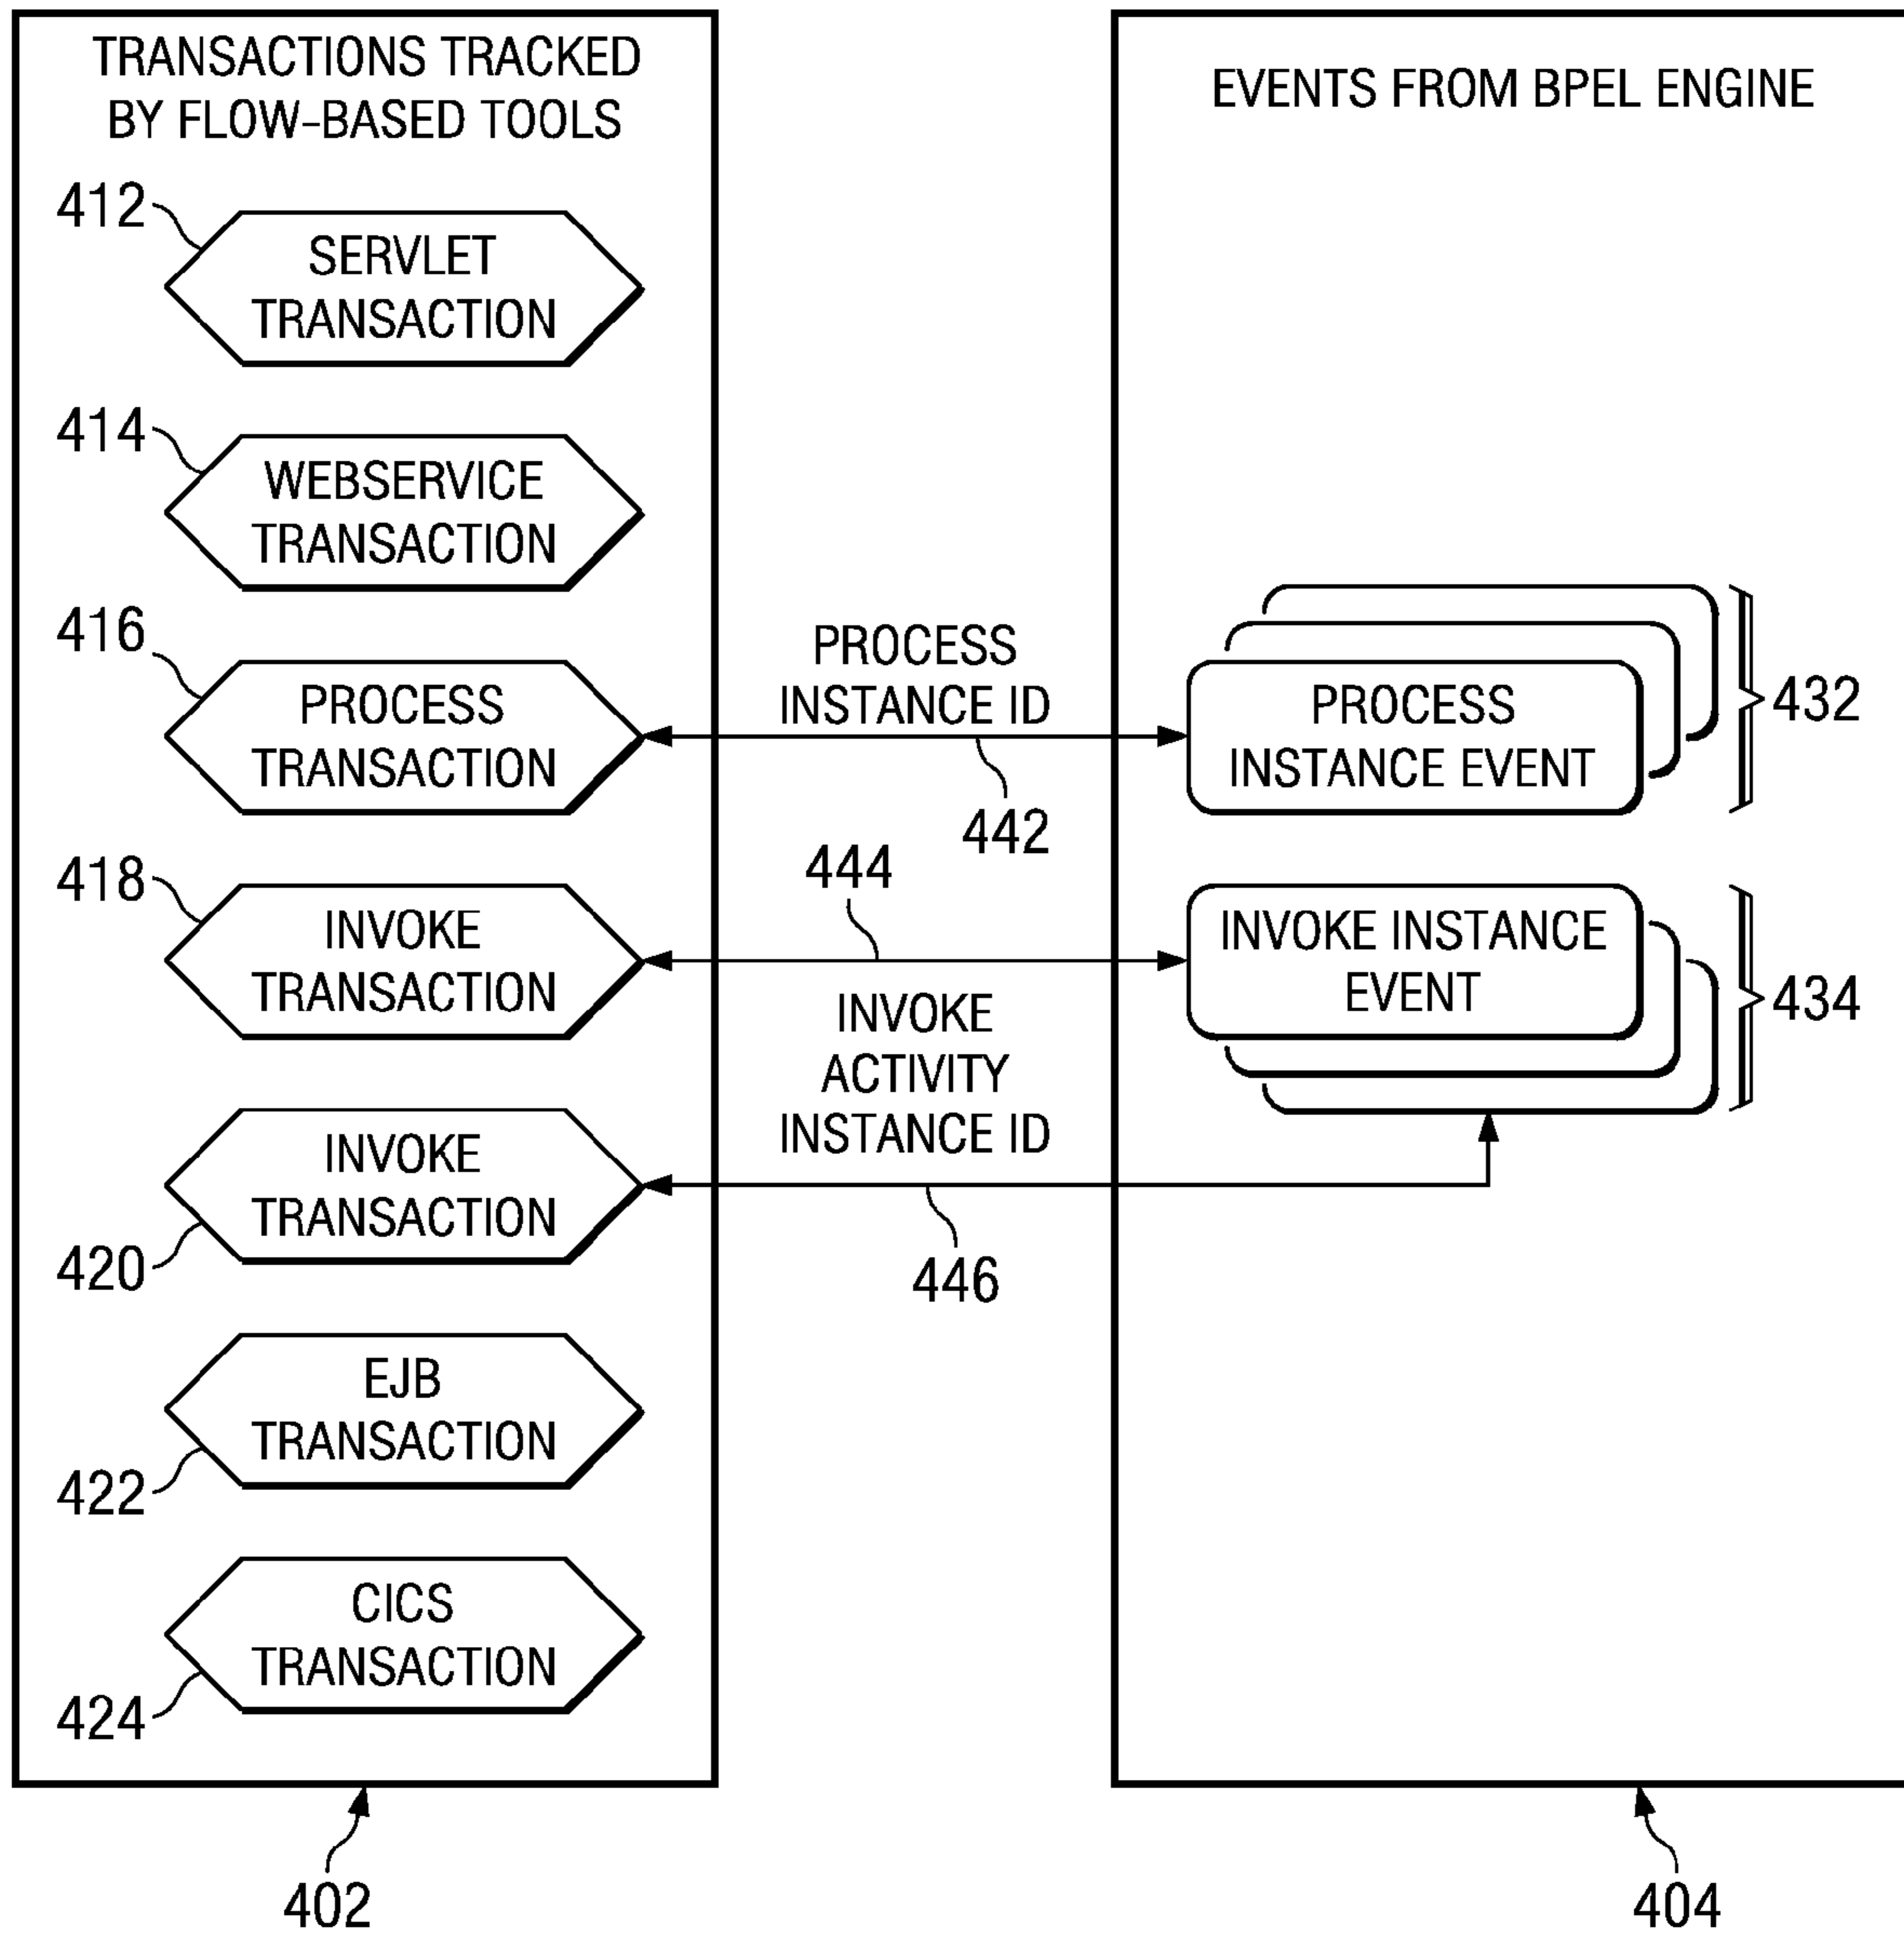 TRANSACTIONS TRACKED
BY FLOW-BASED TOOLS
412
SERVLET
TRANSACTION
414
WEBSERVICE
TRANSACTION
416
PROCESS
TRANSACTION
418
INVOKE
TRANSACTION
INVOKE
TRANSACTION
420
EJB
TRANSACTION
422
CICS
TRANSACTION
424
402
PROCESS
INSTANCE ID
442
444
INVOKE
ACTIVITY
INSTANCE ID
446
EVENTS FROM BPEL ENGINE
PROCESS
INSTANCE EVENT
432
INVOKE INSTANCE
EVENT
434
404